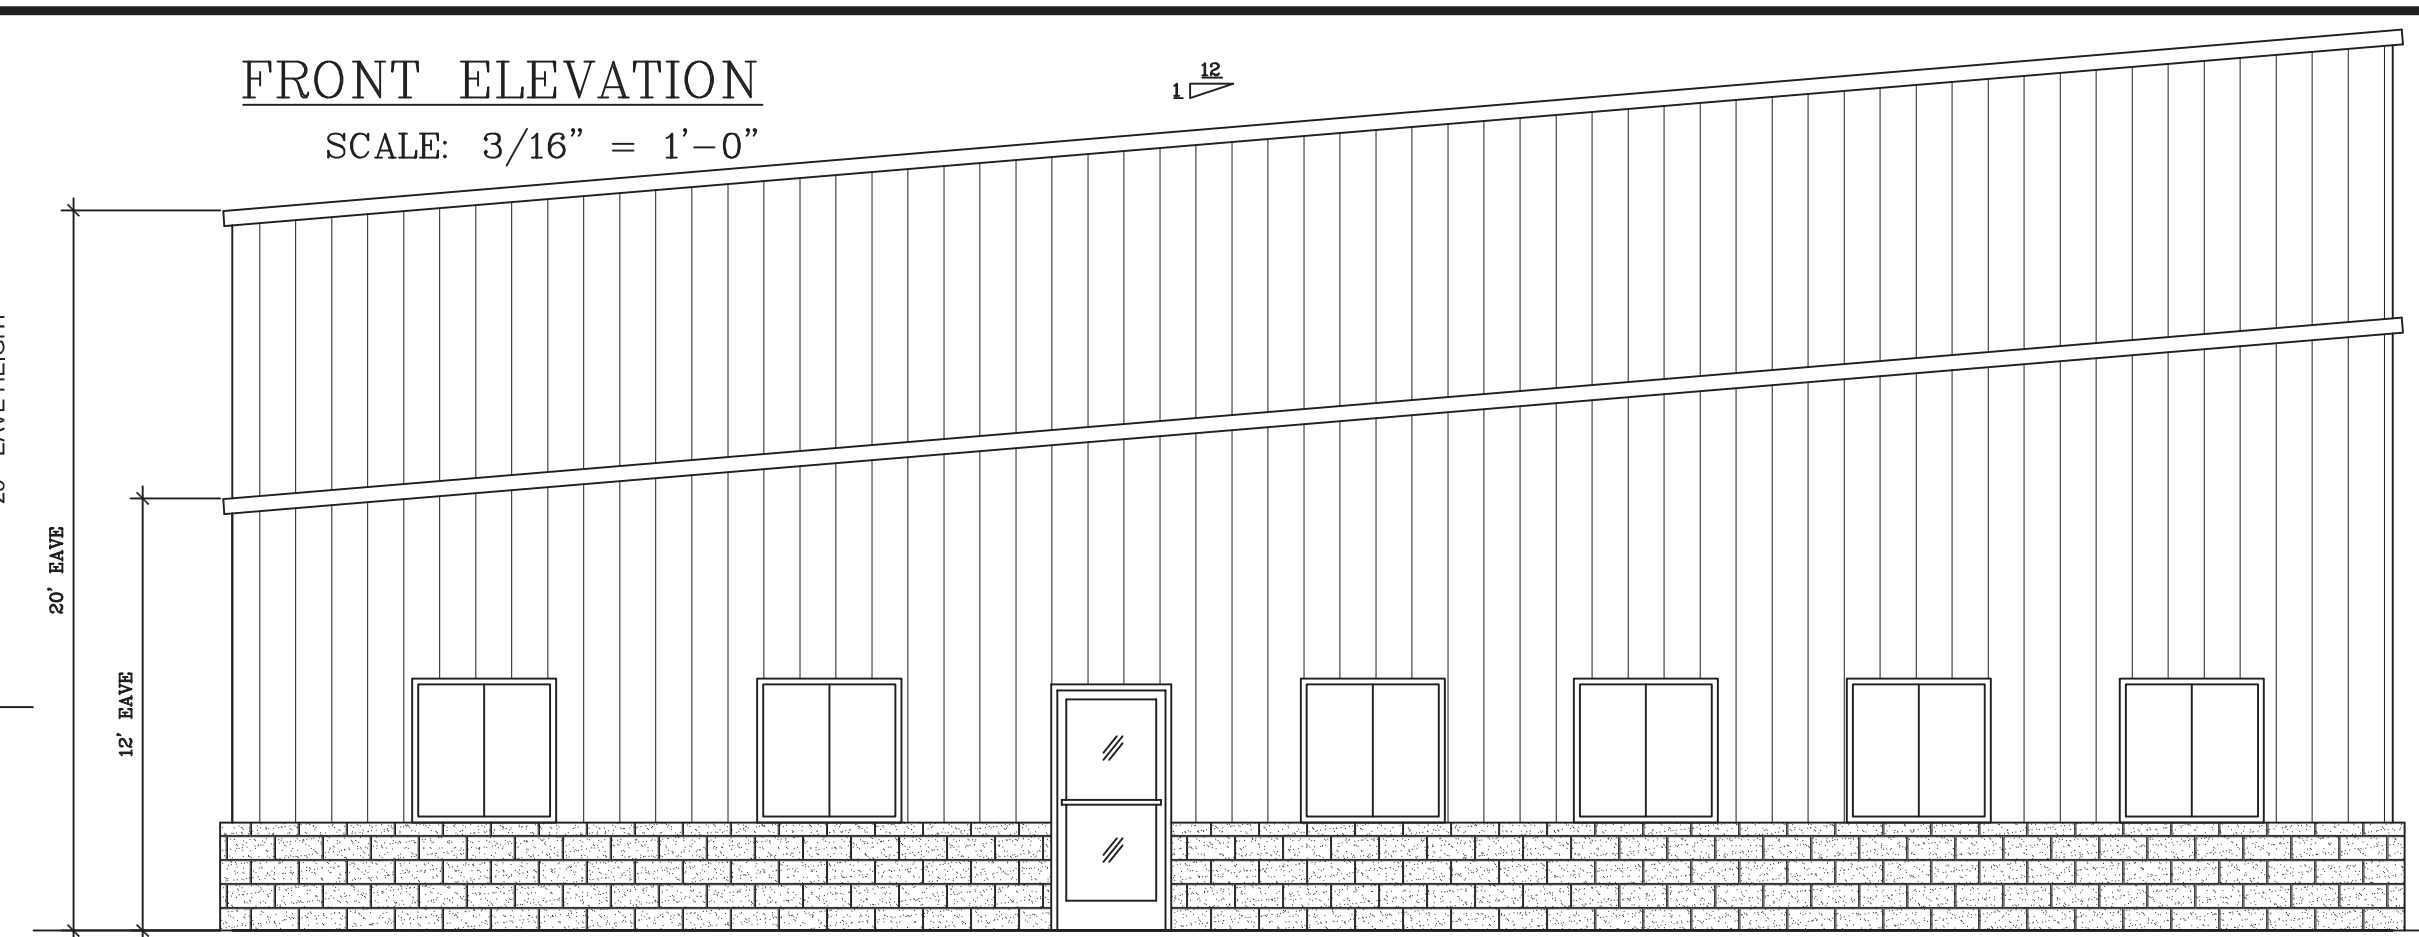 FRONT ELEVATION
SCALE: 3/16” = 1’-0”
12
1
20’ EAVE
12’ EAVE